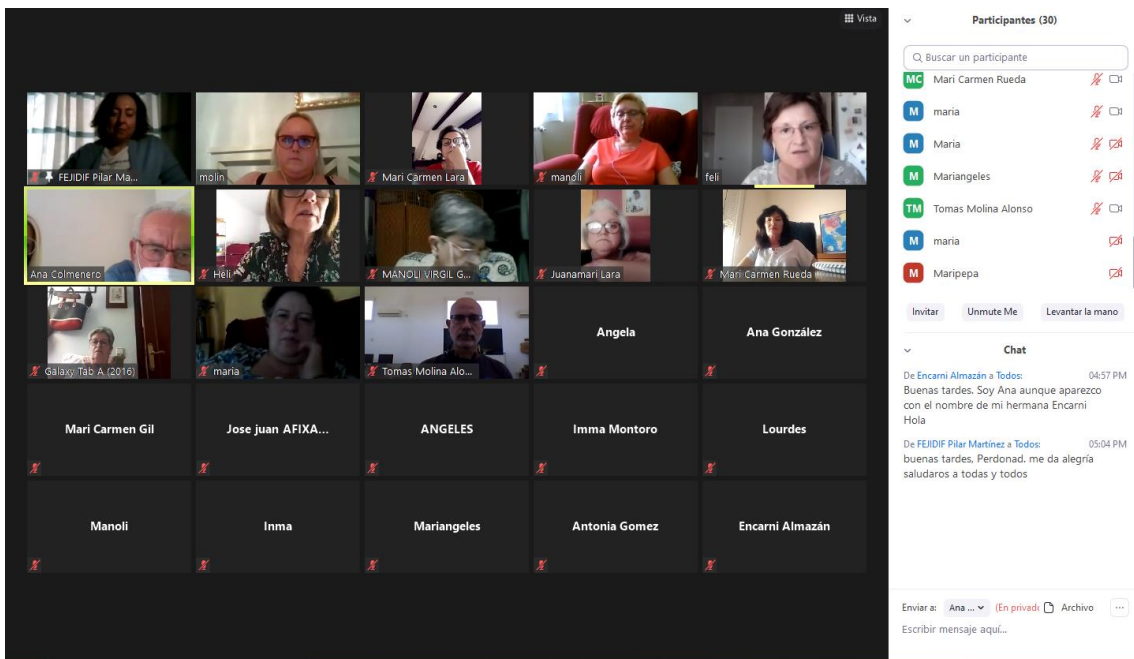 Vista
FEJIDIF Pilar Ma...
molin
Mari Carmen Lara
manoli
feli
Ana Colmenero
Heli
MANOLI VIRGIL G...
Juanamari Lara
Mari Carmen Rueda
Galaxy Tab A (2016)
maria
Tomas Molina Alo...
Angela
Ana González
Mari Carmen Gil
Jose juan AFIXA...
ANGELES
Imma Montoro
Lourdes
Manoli
Inma
Mariangeles
Antonia Gomez
Encarni Almazán
Participantes (30)
Buscar un participante
MC Mari Carmen Rueda
M maria
M Maria
M Mariangeles
TM Tomas Molina Alonso
M maria
M Maripepa
Invitar Unmute Me Levantar la mano
Chat
De Encarni Almazán a Todos: 04:57 PM
Buenas tardes. Soy Ana aunque aparezco
con el nombre de mi hermana Encarni
Hola
De FEJIDIF Pilar Martínez a Todos: 05:04 PM
buenas tardes, Perdonad. me da alegría
saludaros a todas y todos
Enviar a: Ana ... (En privado Archivo ...
Escribir mensaje aquí...